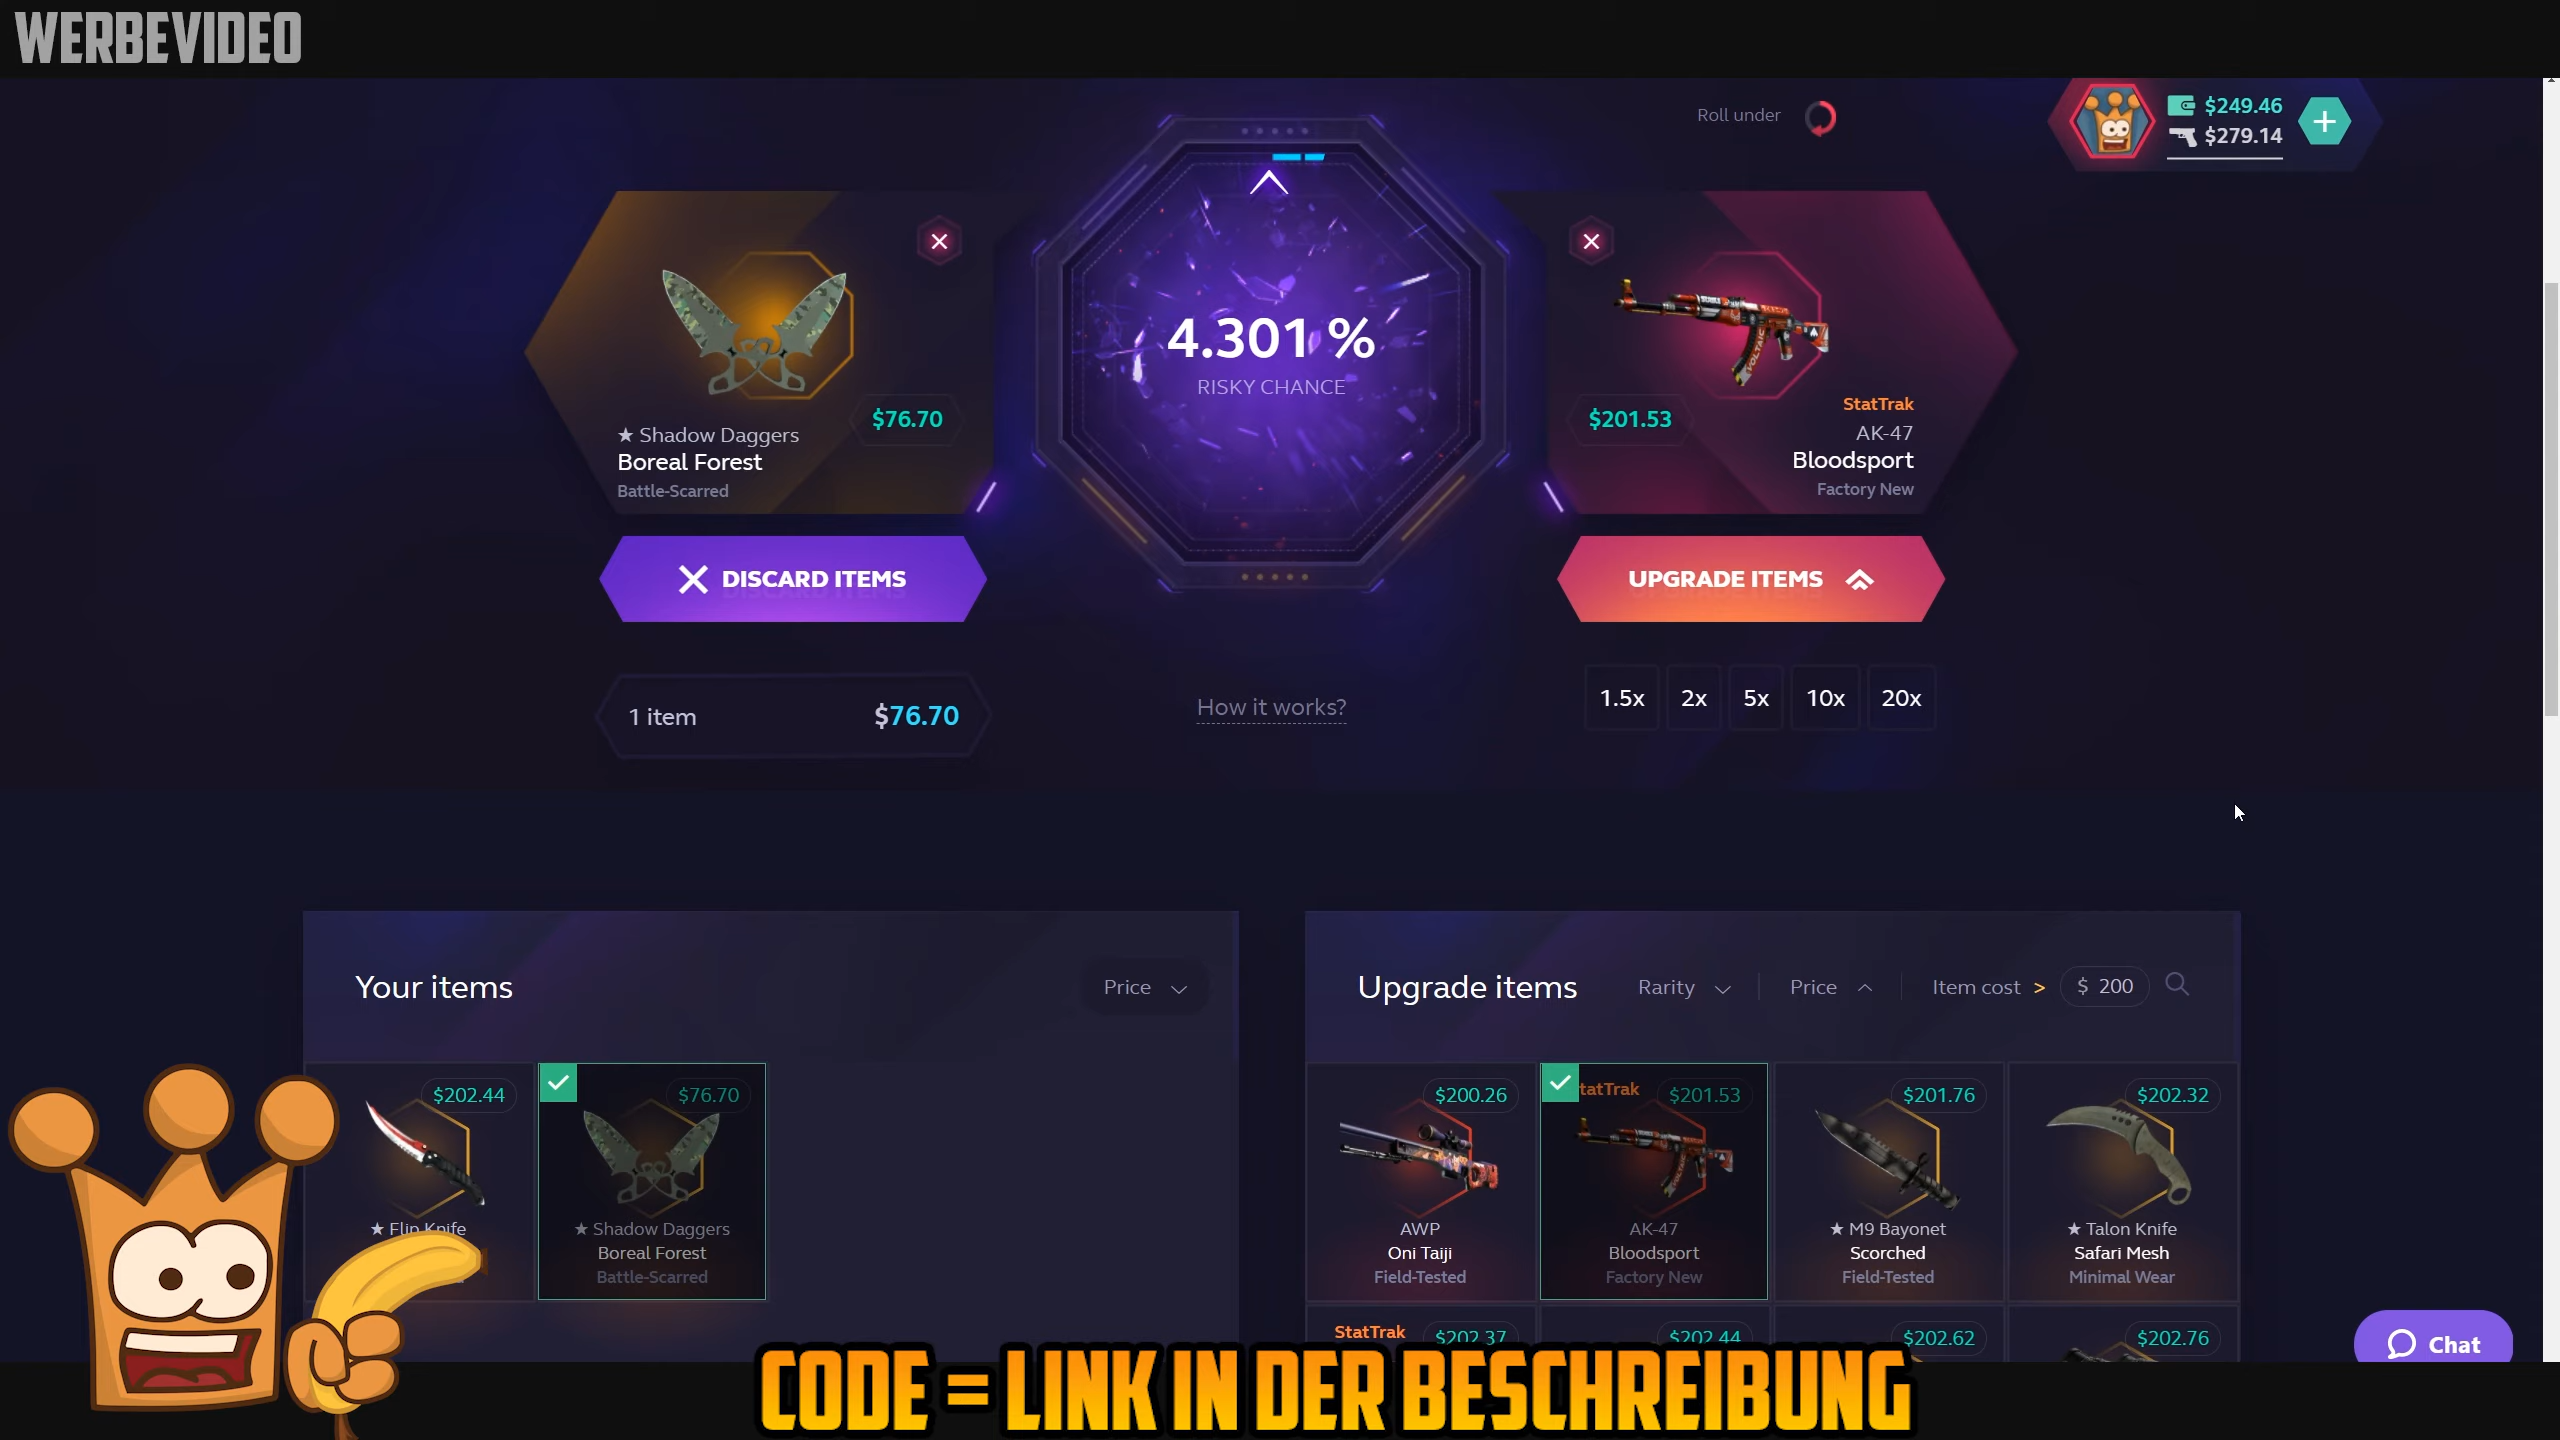 WERBEVIDEO
Roll under
$249.46
$279.14
4.301 %
RISKY CHANCE
★ Shadow Daggers
Boreal Forest
Battle-Scarred
$76.70
$201.53
StatTrak
AK-47
Bloodsport
Factory New
DISCARD ITEMS
UPGRADE ITEMS
1 item
$76.70
How it works?
1.5x
2x
5x
10x
20x
Your items
Price
Upgrade items
Rarity
Price
Item cost >
$ 200
$202.44
★ Flip Knife
$76.70
★ Shadow Daggers
Boreal Forest
Battle-Scarred
$200.26
AWP
Oni Taiji
Field-Tested
tatTrak
$201.53
AK-47
Bloodsport
Factory New
$201.76
★ M9 Bayonet
Scorched
Field-Tested
$202.32
★ Talon Knife
Safari Mesh
Minimal Wear
StatTrak
$202.37
$202.44
$202.62
$202.76
Chat
CODE = LINK IN DER BESCHREIBUNG